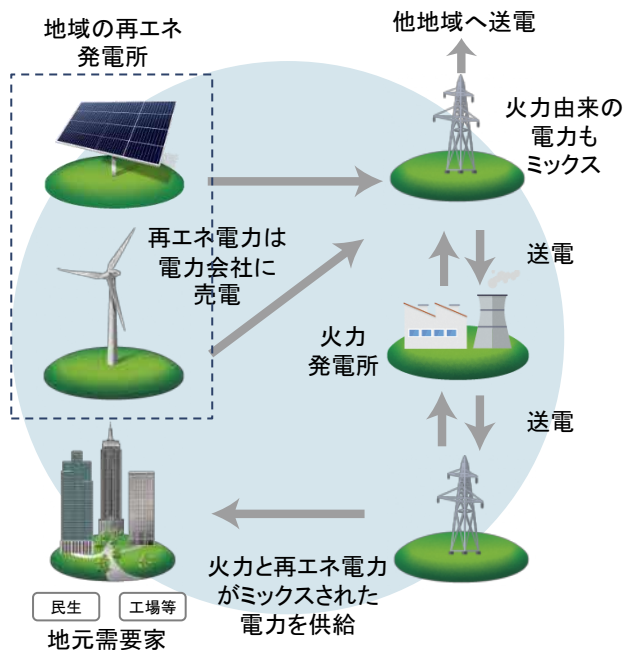 地域の再エネ
発電所
他地域へ送電
火力由来の
電力も
ミックス
再エネ電力は
電力会社に
売電
送電
火力
発電所
送電
火力と再エネ電力
がミックスされた
電力を供給
民生
工場等
地元需要家